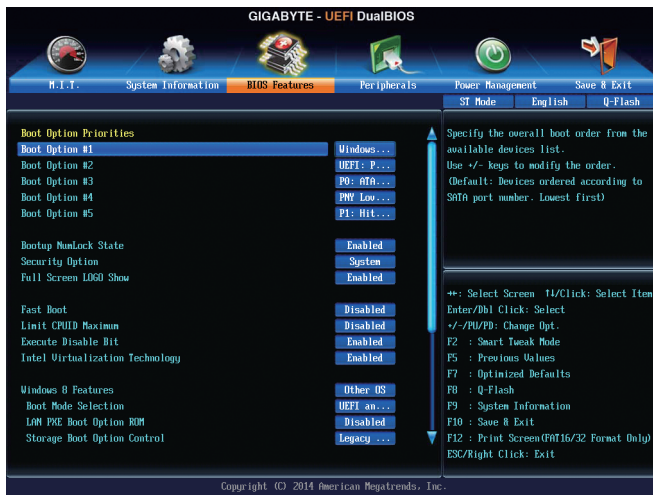 GIGABYTE - UEFI DualBIOS
M.I.T. System Information BIOS Features Peripherals Power Management Save & Exit
ST Mode English Q-Flash
Boot Option Priorities
Boot Option #1 Windows...
Boot Option #2 UEFI: P...
Boot Option #3 P0: ATA...
Boot Option #4 PNY Lov...
Boot Option #5 P1: Hit...
Bootup NumLock State Enabled
Security Option System
Full Screen LOGO Show Enabled
Fast Boot Disabled
Limit CPUID Maximum Disabled
Execute Disable Bit Enabled
Intel Virtualization Technology Enabled
Windows 8 Features Other OS
Boot Mode Selection UEFI an...
LAN PXE Boot Option ROM Disabled
Storage Boot Option Control Legacy ...
Specify the overall boot order from the
available devices list.
Use +/- keys to modify the order.
(Default: Devices ordered according to
SATA port number. Lowest first)
→←: Select Screen ↑↓/Click: Select Item
Enter/Dbl Click: Select
+/-/PU/PD: Change Opt.
F2 : Smart Tweak Mode
F5 : Previous Values
F7 : Optimized Defaults
F8 : Q-Flash
F9 : System Information
F10 : Save & Exit
F12 : Print Screen(FAT16/32 Format Only)
ESC/Right Click: Exit
Copyright (C) 2014 American Megatrends, Inc.